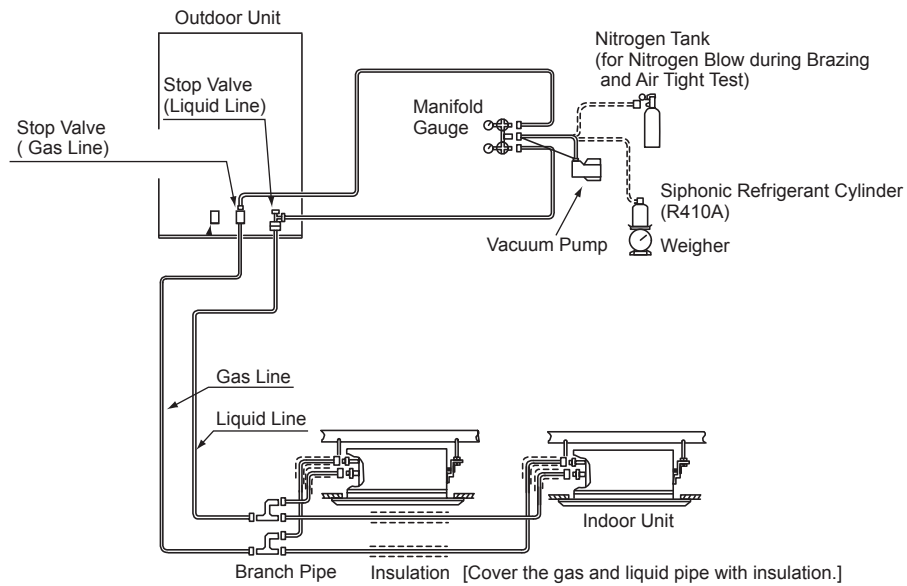 Outdoor Unit
Nitrogen Tank
(for Nitrogen Blow during Brazing
and Air Tight Test)
Stop Valve
(Liquid Line)
Manifold
Gauge
Stop Valve
( Gas Line)
Siphonic Refrigerant Cylinder
(R410A)
Vacuum Pump
Weigher
Gas Line
Liquid Line
Indoor Unit
Branch Pipe
Insulation
[Cover the gas and liquid pipe with insulation.]